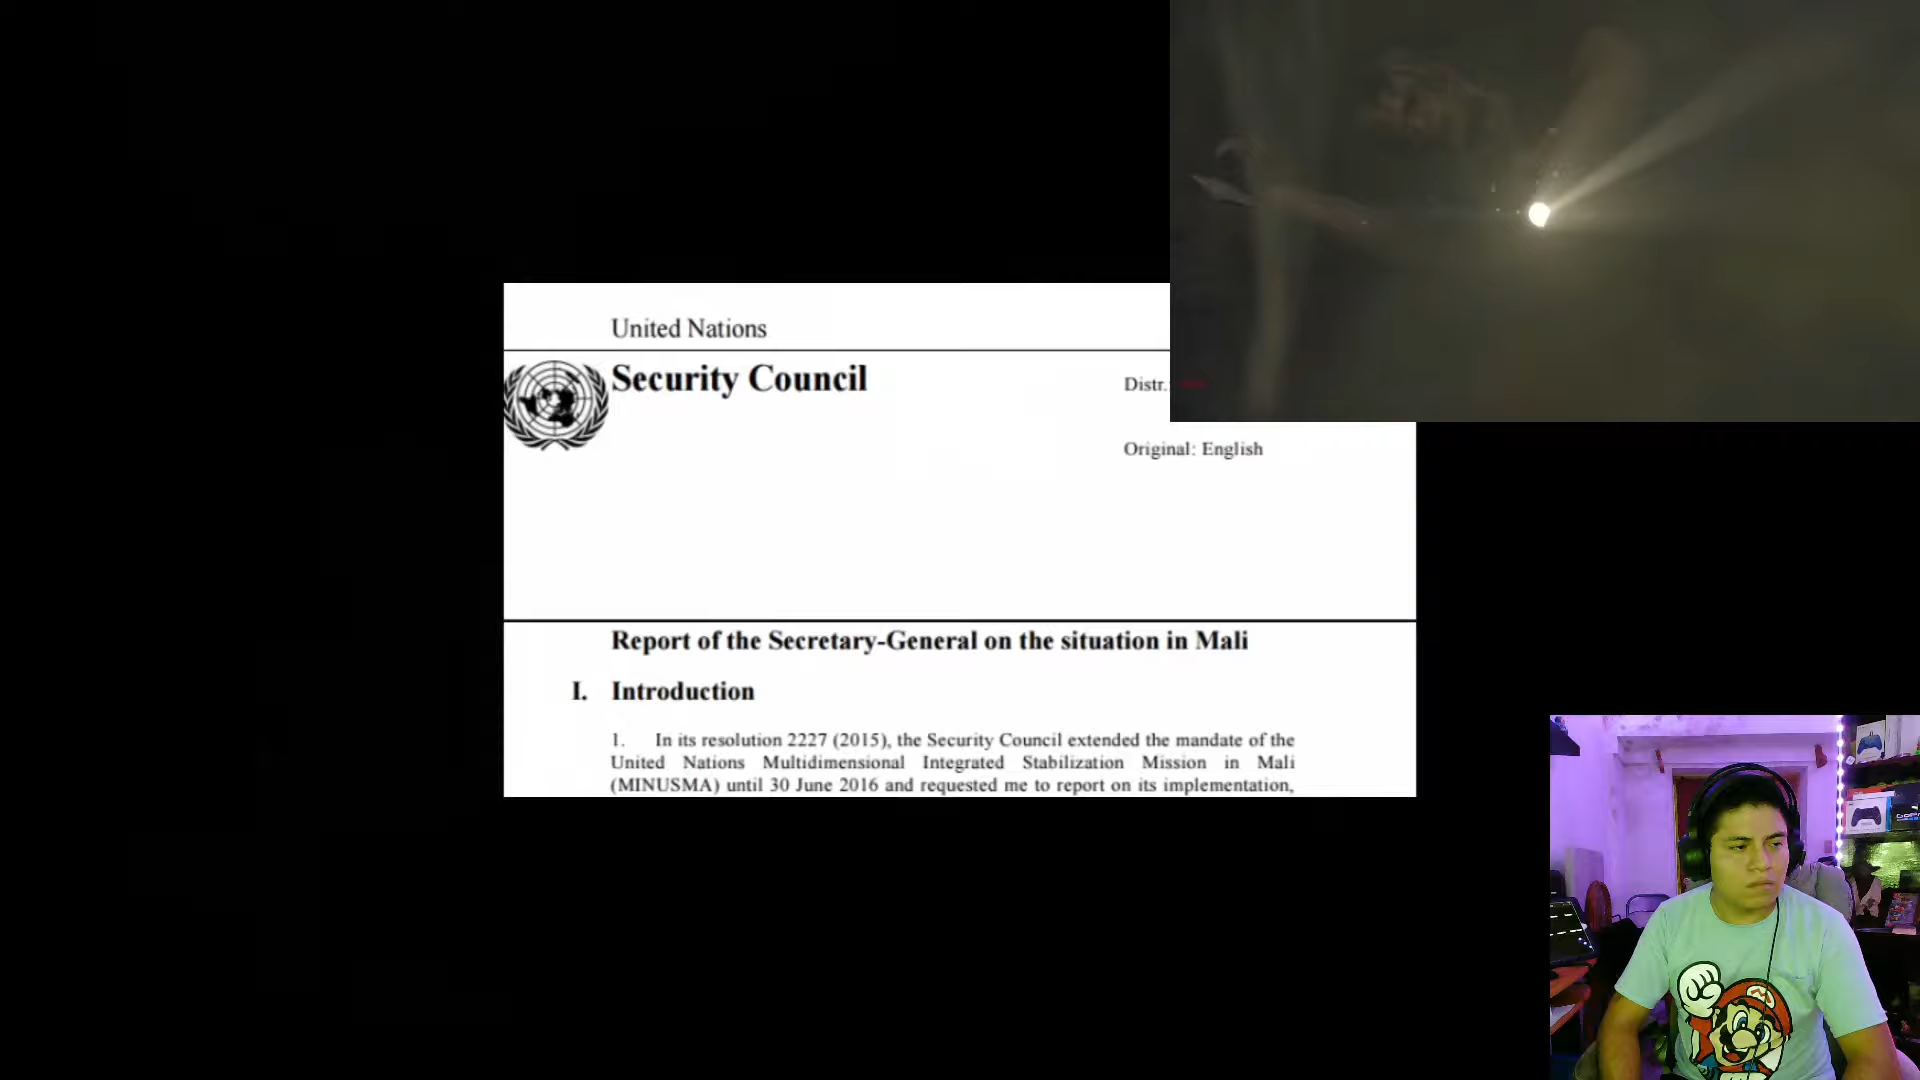 United Nations
Security Council
Distr.:
Original: English
Report of the Secretary-General on the situation in Mali
I. Introduction
1. In its resolution 2227 (2015), the Security Council extended the mandate of the
United Nations Multidimensional Integrated Stabilization Mission in Mali
(MINUSMA) until 30 June 2016 and requested me to report on its implementation,